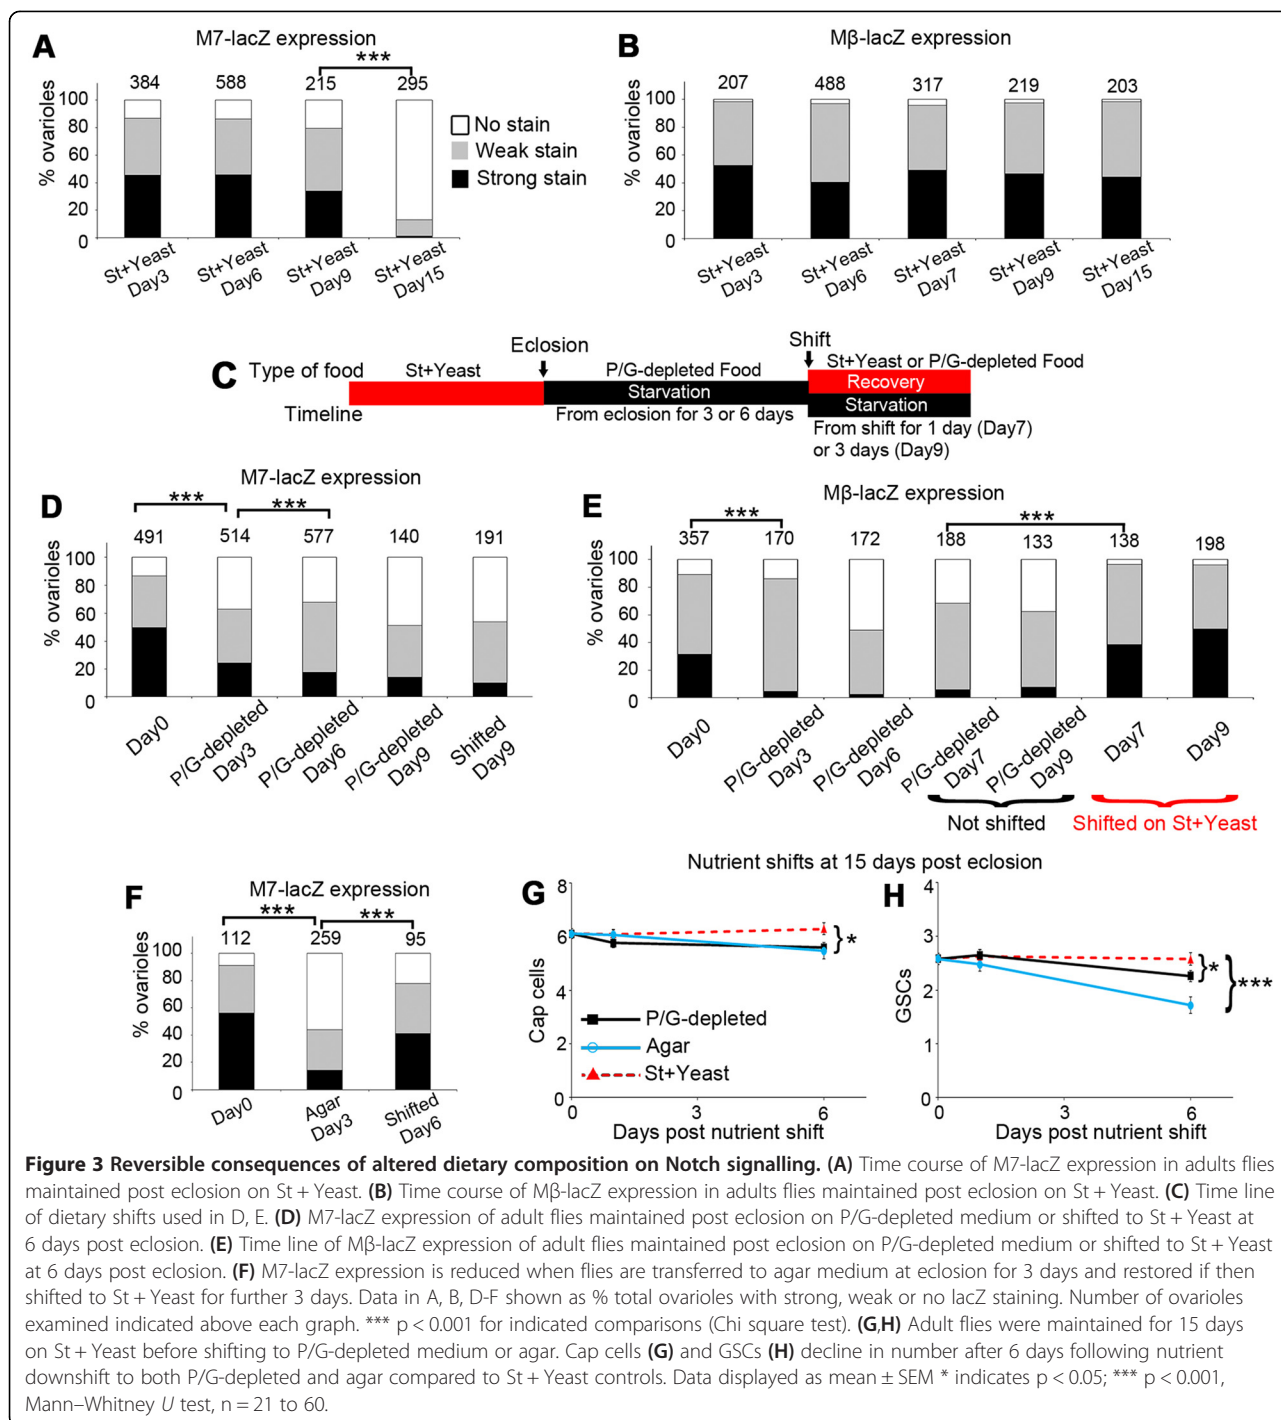 A
M7-lacZ expression
***
384 588 215 295
100
80
60
40
20
0
% ovarioles
No stain
Weak stain
Strong stain
St+Yeast Day3
St+Yeast Day6
St+Yeast Day9
St+Yeast Day15
B
Mβ-lacZ expression
207 488 317 219 203
100
80
60
40
20
0
% ovarioles
St+Yeast Day3
St+Yeast Day6
St+Yeast Day7
St+Yeast Day9
St+Yeast Day15
C
Eclosion
Shift
Type of food
St+Yeast
P/G-depleted Food
St+Yeast or P/G-depleted Food
Starvation
Recovery
Starvation
Timeline
From eclosion for 3 or 6 days
From shift for 1 day (Day7)
or 3 days (Day9)
D
M7-lacZ expression
*** ***
491 514 577 140 191
100
80
60
40
20
0
% ovarioles
Day0
P/G-depleted Day3
P/G-depleted Day6
P/G-depleted Day9
Shifted Day9
E
Mβ-lacZ expression
*** ***
357 170 172 188 133 138 198
100
80
60
40
20
0
% ovarioles
Day0
P/G-depleted Day3
P/G-depleted Day6
P/G-depleted Day7
P/G-depleted Day9
Day7
Day9
Not shifted
Shifted on St+Yeast
F
M7-lacZ expression
*** ***
112 259 95
100
80
60
40
20
0
% ovarioles
Day0
Agar Day3
Shifted Day6
Nutrient shifts at 15 days post eclosion
G
8
6
4
2
0
Cap cells
*
P/G-depleted
Agar
St+Yeast
0 3 6
Days post nutrient shift
H
4
3
2
1
0
GSCs
*
***
0 3 6
Days post nutrient shift
Figure 3 Reversible consequences of altered dietary composition on Notch signalling. (A) Time course of M7-lacZ expression in adults flies
maintained post eclosion on St + Yeast. (B) Time course of Mβ-lacZ expression in adults flies maintained post eclosion on St + Yeast. (C) Time line
of dietary shifts used in D, E. (D) M7-lacZ expression of adult flies maintained post eclosion on P/G-depleted medium or shifted to St + Yeast at
6 days post eclosion. (E) Time line of Mβ-lacZ expression of adult flies maintained post eclosion on P/G-depleted medium or shifted to St + Yeast
at 6 days post eclosion. (F) M7-lacZ expression is reduced when flies are transferred to agar medium at eclosion for 3 days and restored if then
shifted to St + Yeast for further 3 days. Data in A, B, D-F shown as % total ovarioles with strong, weak or no lacZ staining. Number of ovarioles
examined indicated above each graph. *** p < 0.001 for indicated comparisons (Chi square test). (G,H) Adult flies were maintained for 15 days
on St + Yeast before shifting to P/G-depleted medium or agar. Cap cells (G) and GSCs (H) decline in number after 6 days following nutrient
downshift to both P/G-depleted and agar compared to St + Yeast controls. Data displayed as mean ± SEM * indicates p < 0.05; *** p < 0.001,
Mann–Whitney U test, n = 21 to 60.